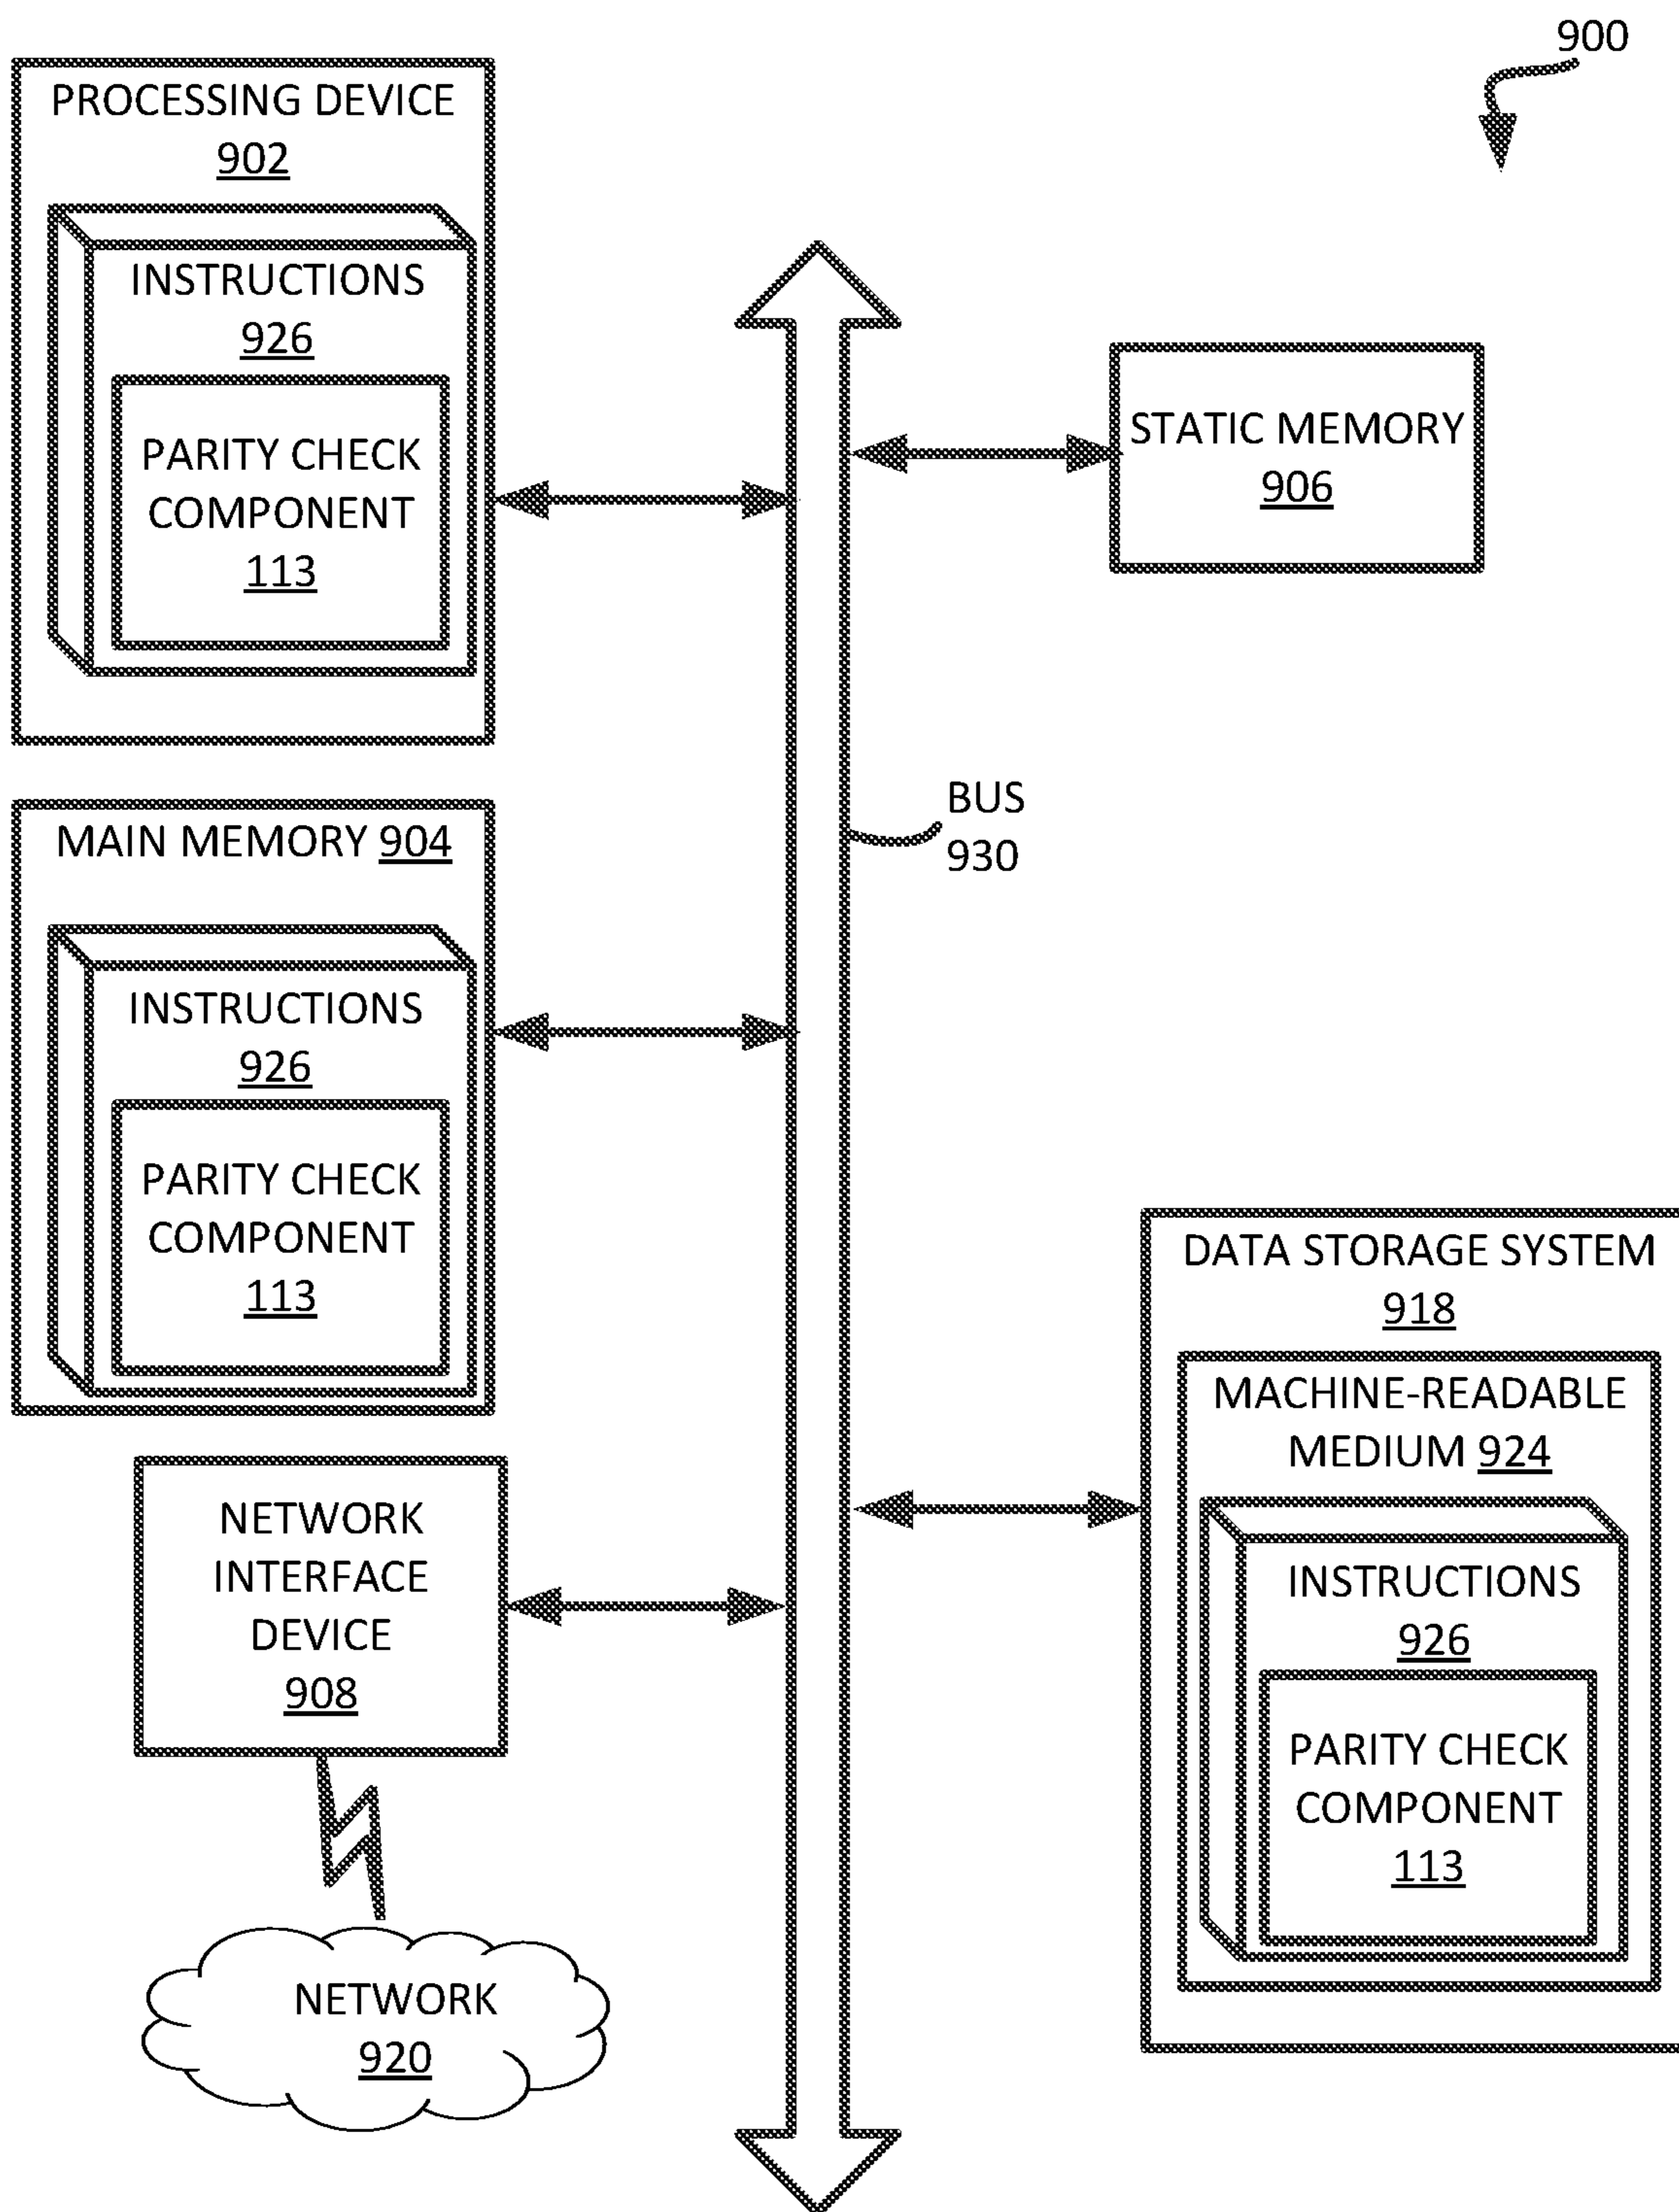 900
PROCESSING DEVICE
902
INSTRUCTIONS
926
PARITY CHECK
COMPONENT
113
STATIC MEMORY
906
BUS
930
MAIN MEMORY 904
INSTRUCTIONS
926
PARITY CHECK
COMPONENT
113
DATA STORAGE SYSTEM
918
MACHINE-READABLE
MEDIUM 924
INSTRUCTIONS
926
PARITY CHECK
COMPONENT
113
NETWORK
INTERFACE
DEVICE
908
NETWORK
920